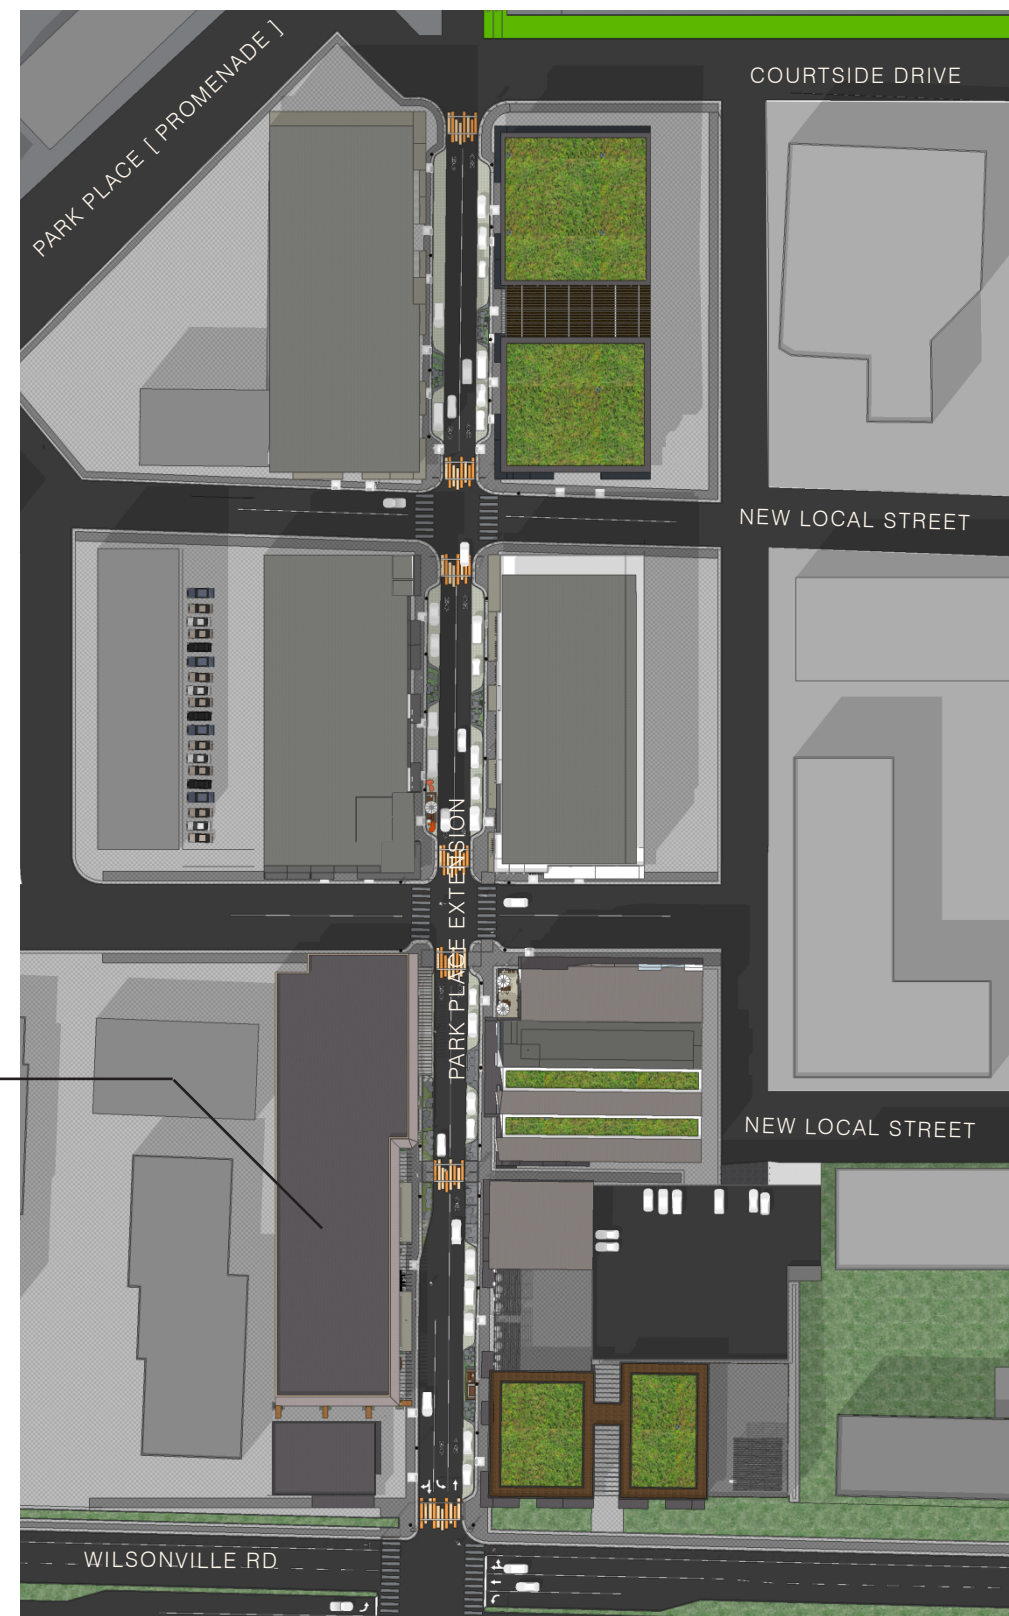 COURTSIDE DRIVE
PARK PLACE [ PROMENADE ]
NEW LOCAL STREET
PARK PLACE EXTENSION
NEW LOCAL STREET
WILSONVILLE RD